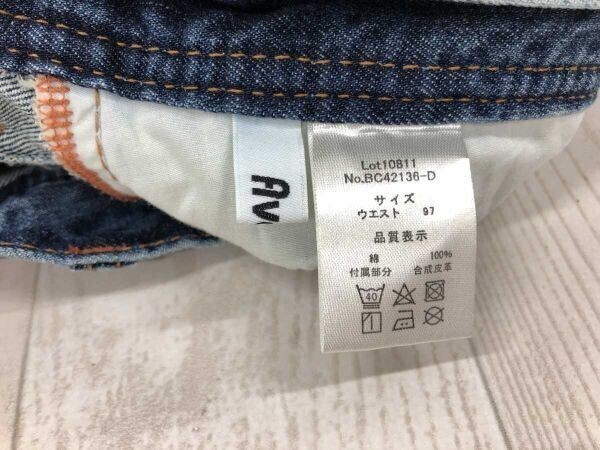 Lot10811
No.BC42136-D
サイズ
ウエスト 97
品質表示
綿 100%
付属部分 合成皮革
40